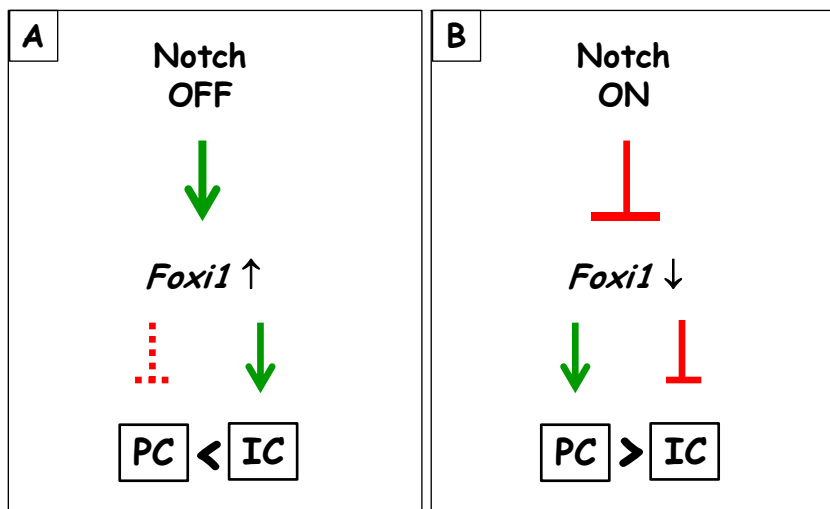 A
Notch
OFF
Foxi1 ↑
PC < IC
B
Notch
ON
Foxi1 ↓
PC > IC